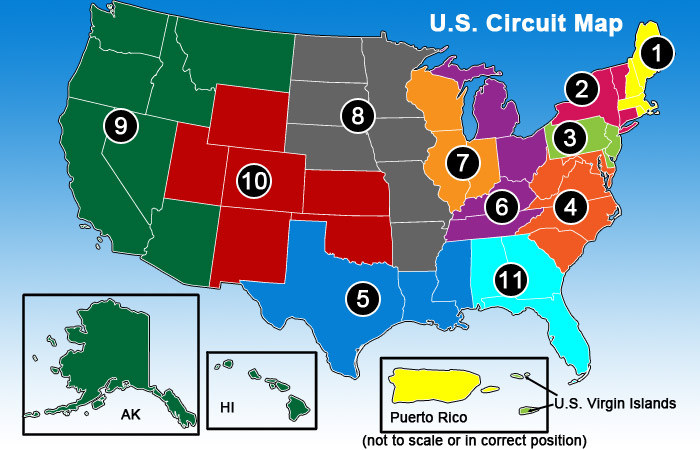 U.S. Circuit Map
1
2
3
9
8
7
10
6
4
5
11
AK
HI
Puerto Rico
U.S. Virgin Islands
(not to scale or in correct position)